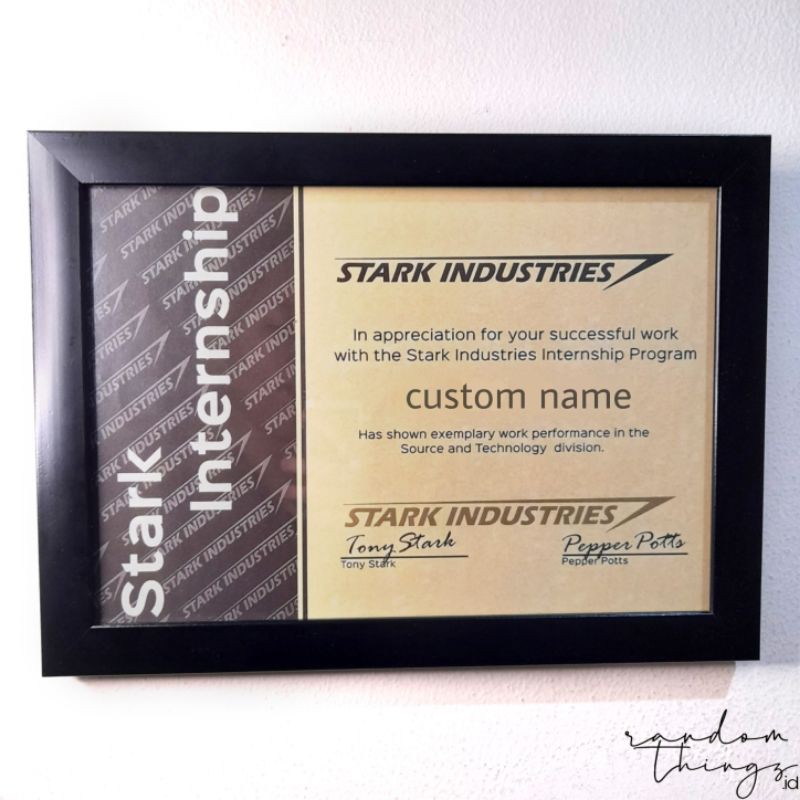 Stark
Internship
STARK INDUSTRIES
In appreciation for your successful work
with the Stark Industries Internship Program
custom name
Has shown exemplary work performance in the
Source and Technology division.
STARK INDUSTRIES
Tony Stark
Tony Stark
Pepper Potts
Pepper Potts
random
thingz
.id